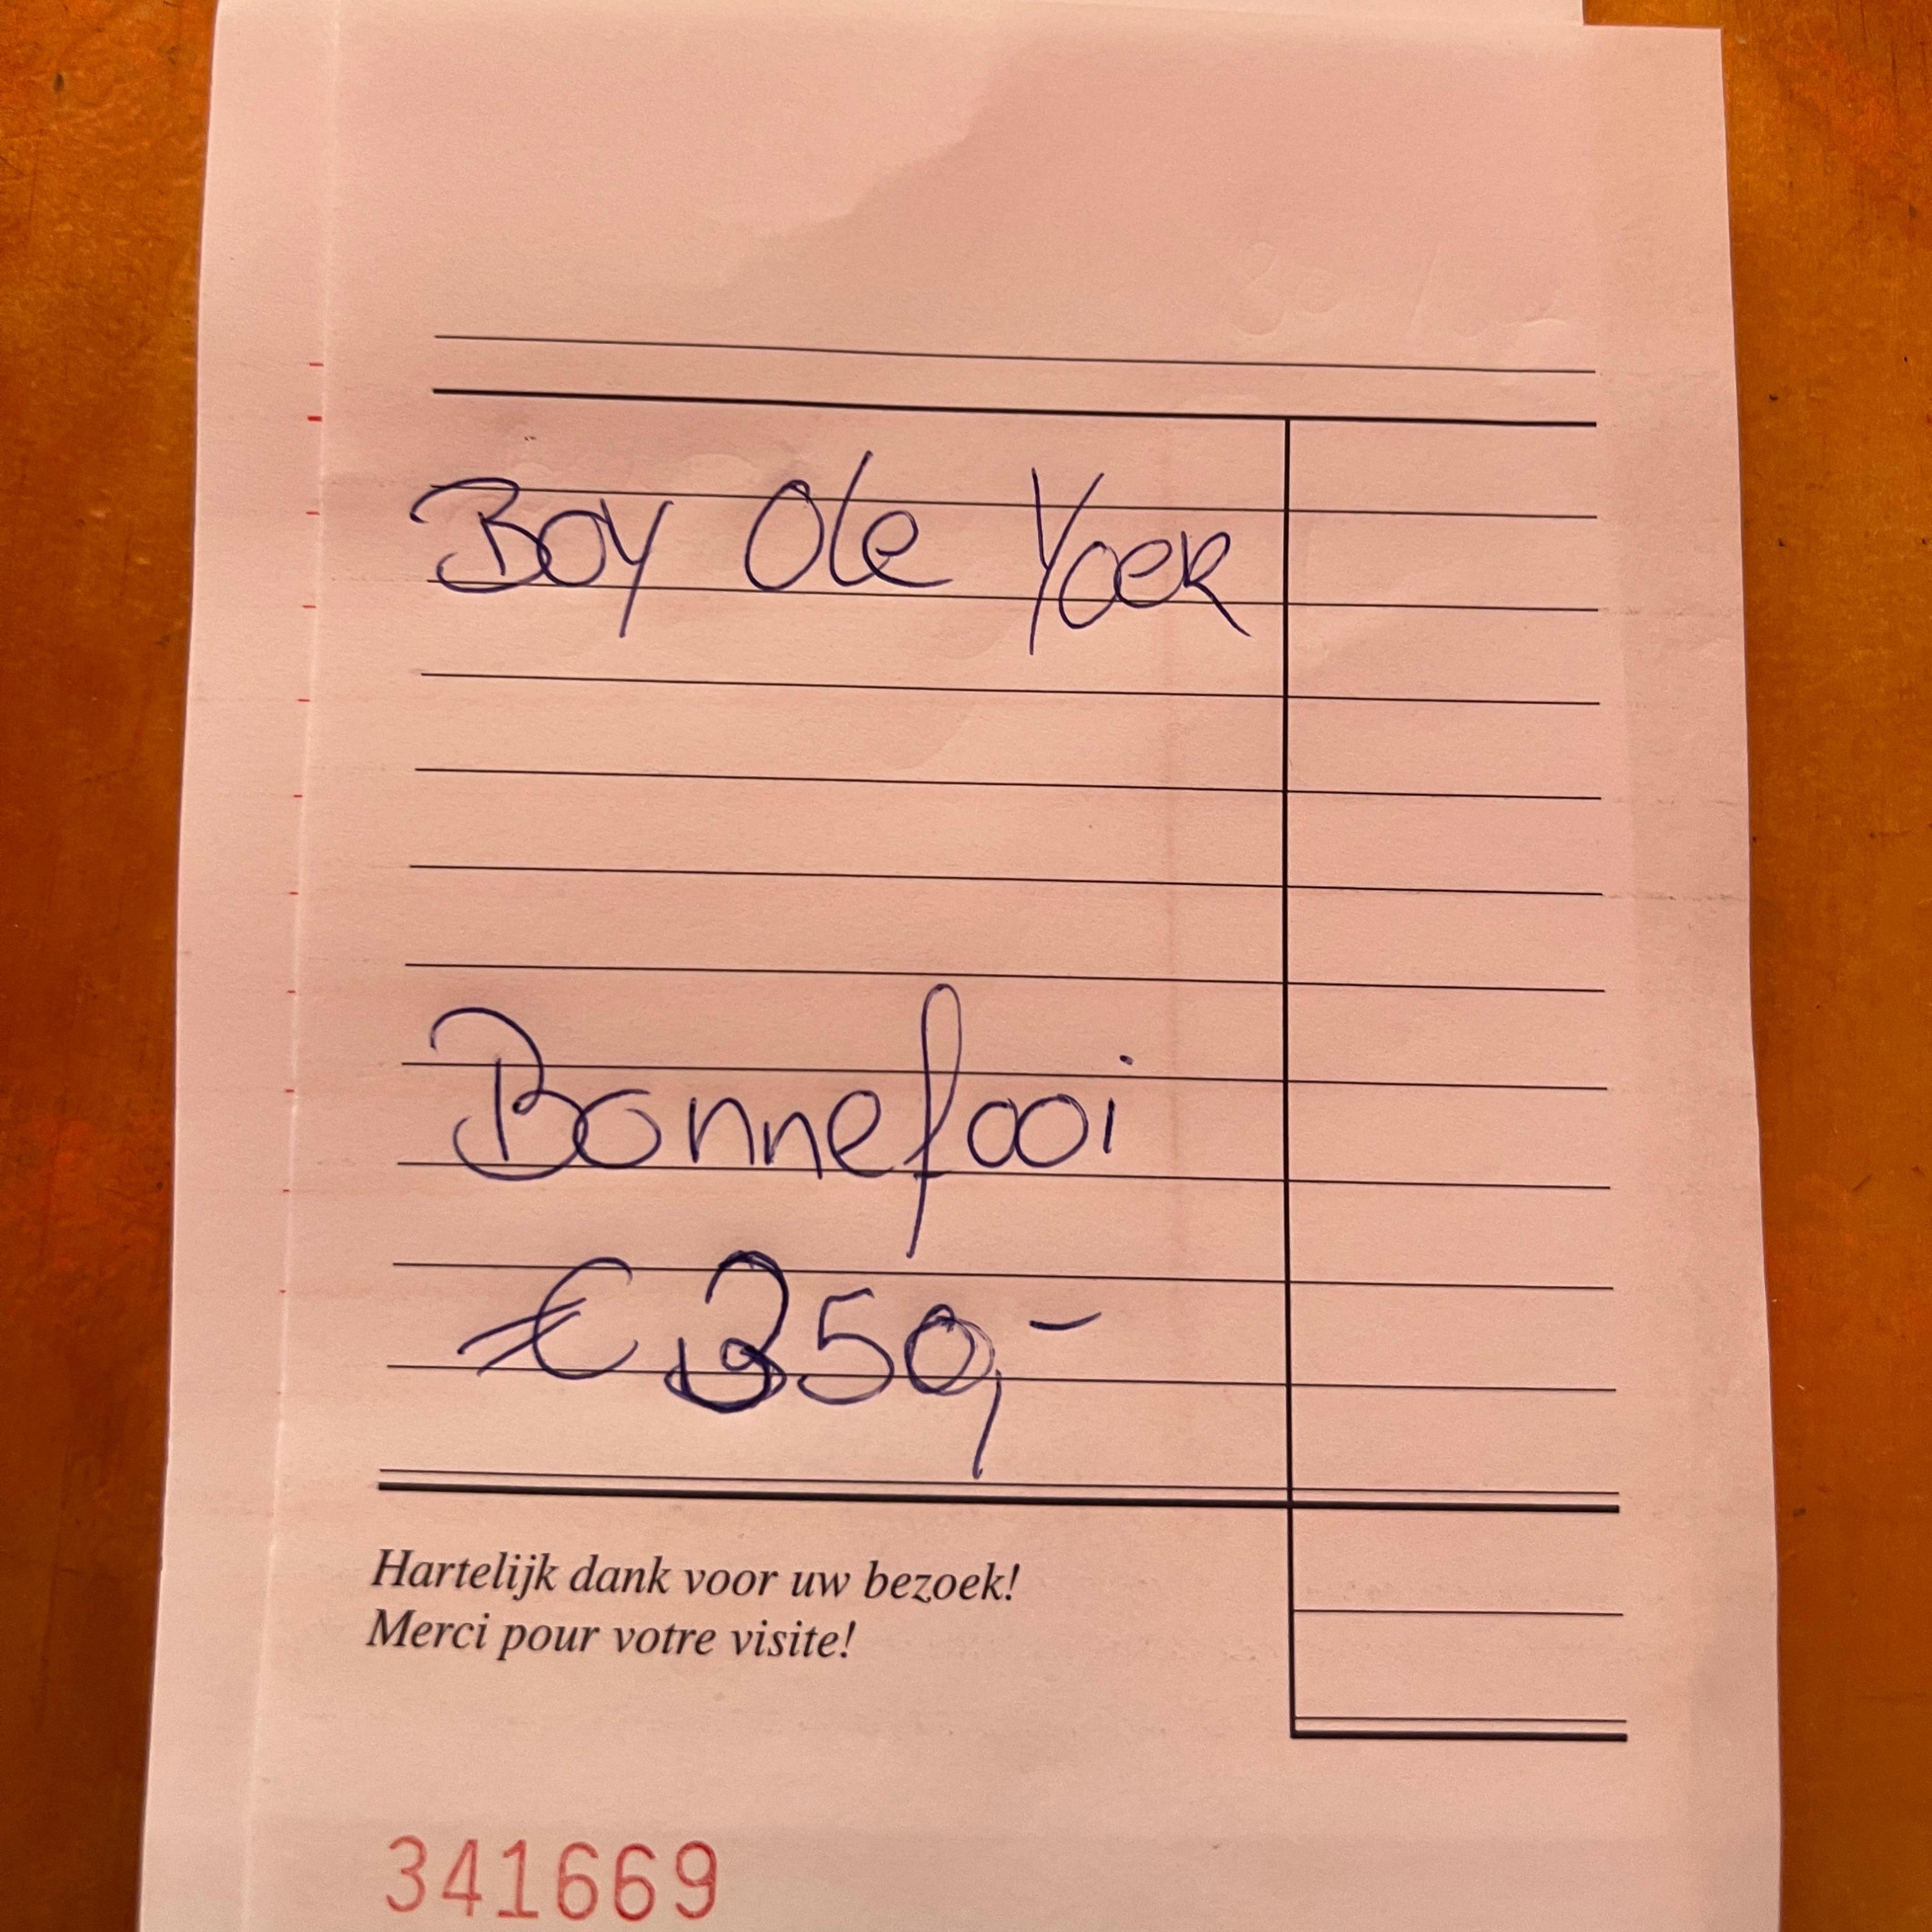 Boy Ole Yoer
Bonnefooi
€ 350,-
Hartelijk dank voor uw bezoek!
Merci pour votre visite!
341669